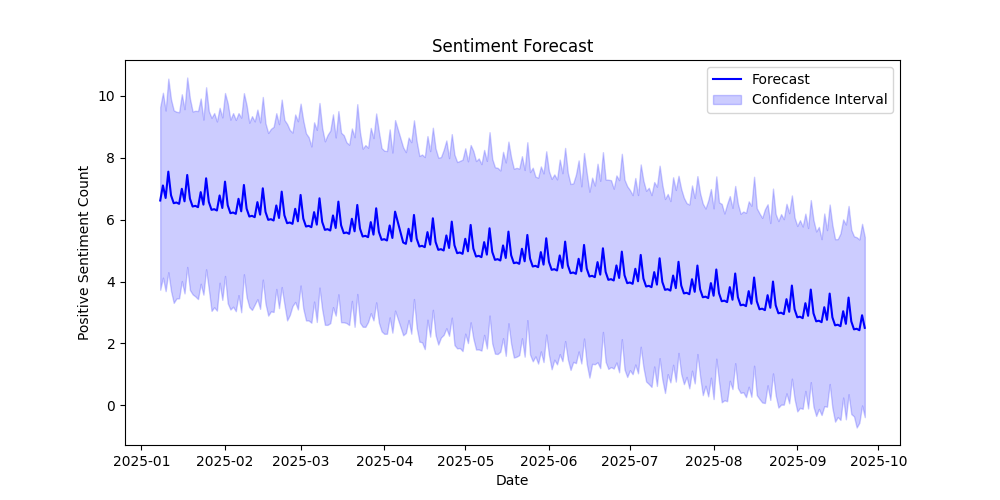 Sentiment Forecast
Forecast
Confidence Interval
Positive Sentiment Count
10
8
6
4
2
0
2025-01 2025-02 2025-03 2025-04 2025-05 2025-06 2025-07 2025-08 2025-09 2025-10
Date